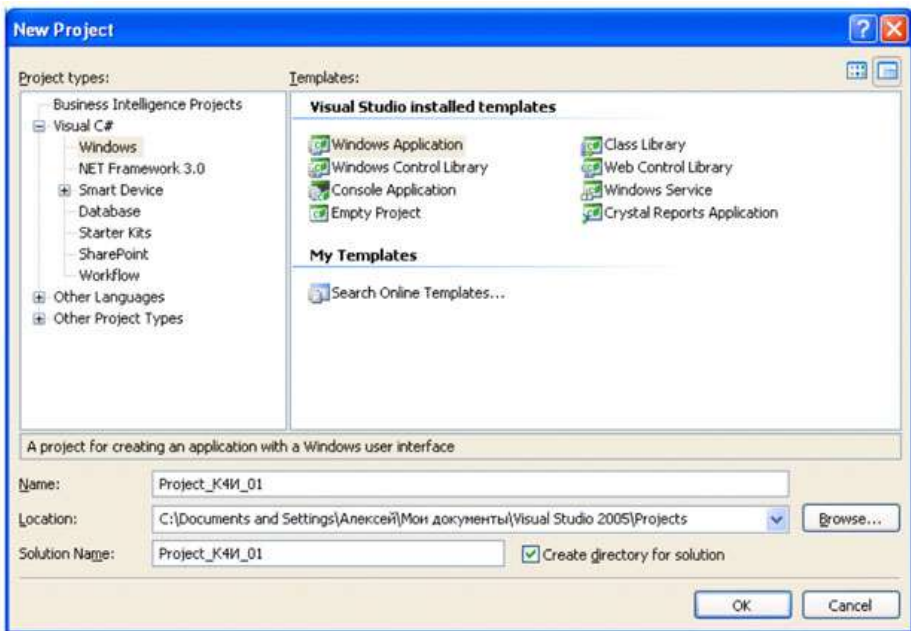 New Project
Project types:
Templates:
Business Intelligence Projects
Visual C#
Windows
NET Framework 3.0
Smart Device
Database
Starter Kits
SharePoint
Workflow
Other Languages
Other Project Types
Visual Studio installed templates
Windows Application
Class Library
Windows Control Library
Web Control Library
Console Application
Windows Service
Empty Project
Crystal Reports Application
My Templates
Search Online Templates...
A project for creating an application with a Windows user interface
Name: Project_К4И_01
Location: C:\Documents and Settings\Алексей\Мои документы\Visual Studio 2005\Projects Browse...
Solution Name: Project_К4И_01 Create directory for solution
OK Cancel